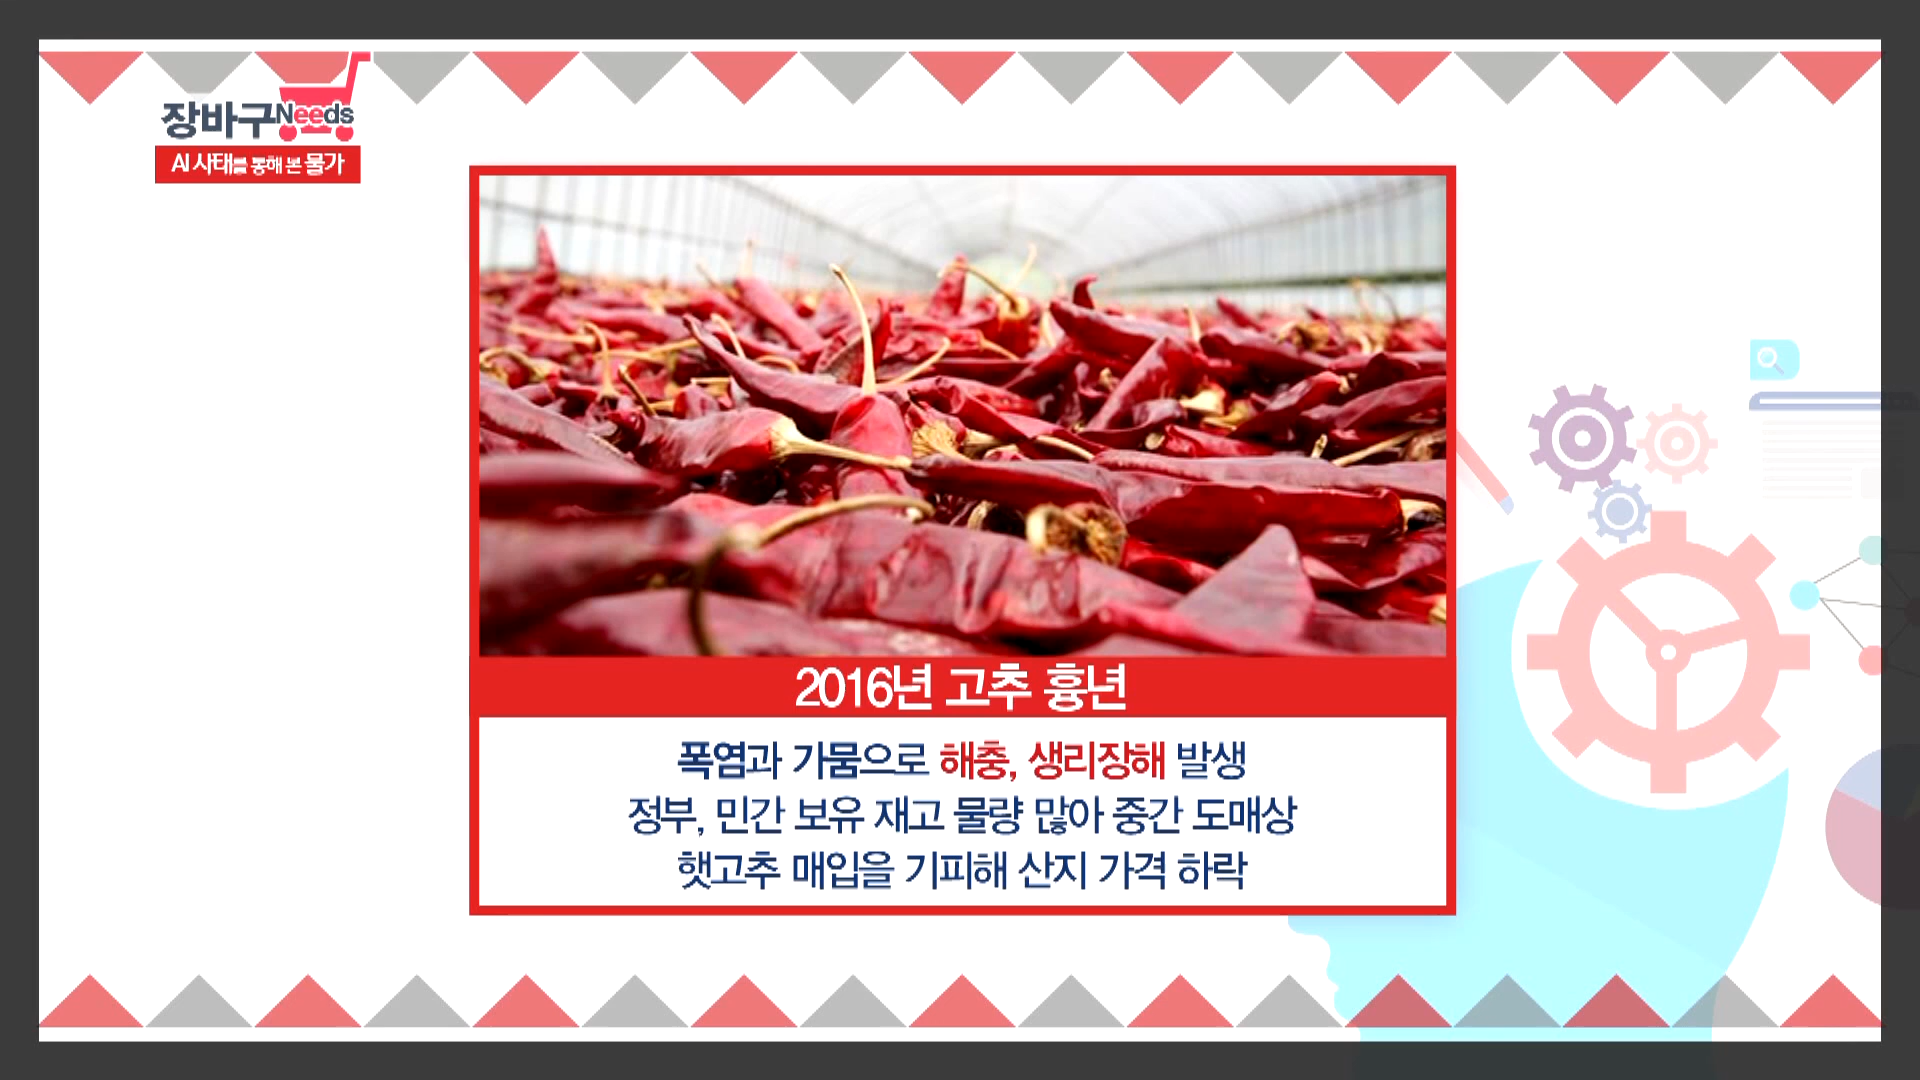 장바구Needs
AI 사태를 통해 본 물가
2016년 고추 흉년
폭염과 가뭄으로 해충, 생리장해 발생
정부, 민간 보유 재고 물량 많아 중간 도매상
햇고추 매입을 기피해 산지 가격 하락